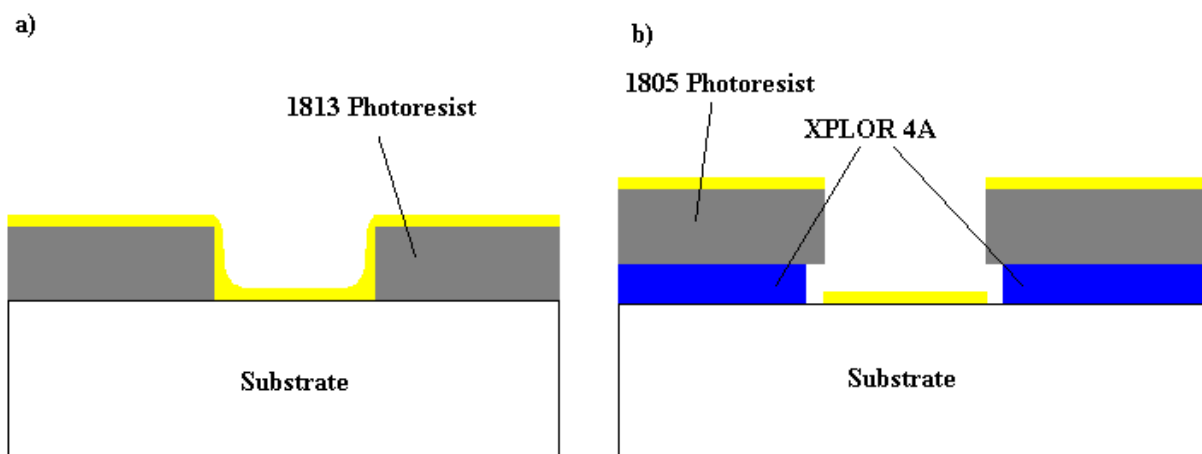 a)
1813 Photoresist
Substrate
b)
1805 Photoresist
XPLOR 4A
Substrate